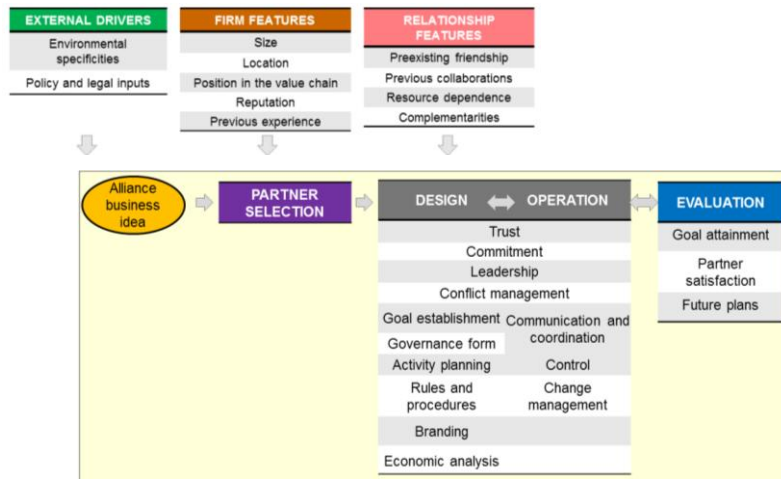 EXTERNAL DRIVERS
Environmental
specificities
Policy and legal inputs
FIRM FEATURES
Size
Location
Position in the value chain
Reputation
Previous experience
RELATIONSHIP
FEATURES
Preexisting friendship
Previous collaborations
Resource dependence
Complementarities
Alliance
business
idea
PARTNER
SELECTION
DESIGN
OPERATION
Trust
Commitment
Leadership
Conflict management
Goal establishment
Governance form
Activity planning
Rules and
procedures
Branding
Economic analysis
Communication and
coordination
Control
Change
management
EVALUATION
Goal attainment
Partner
satisfaction
Future plans